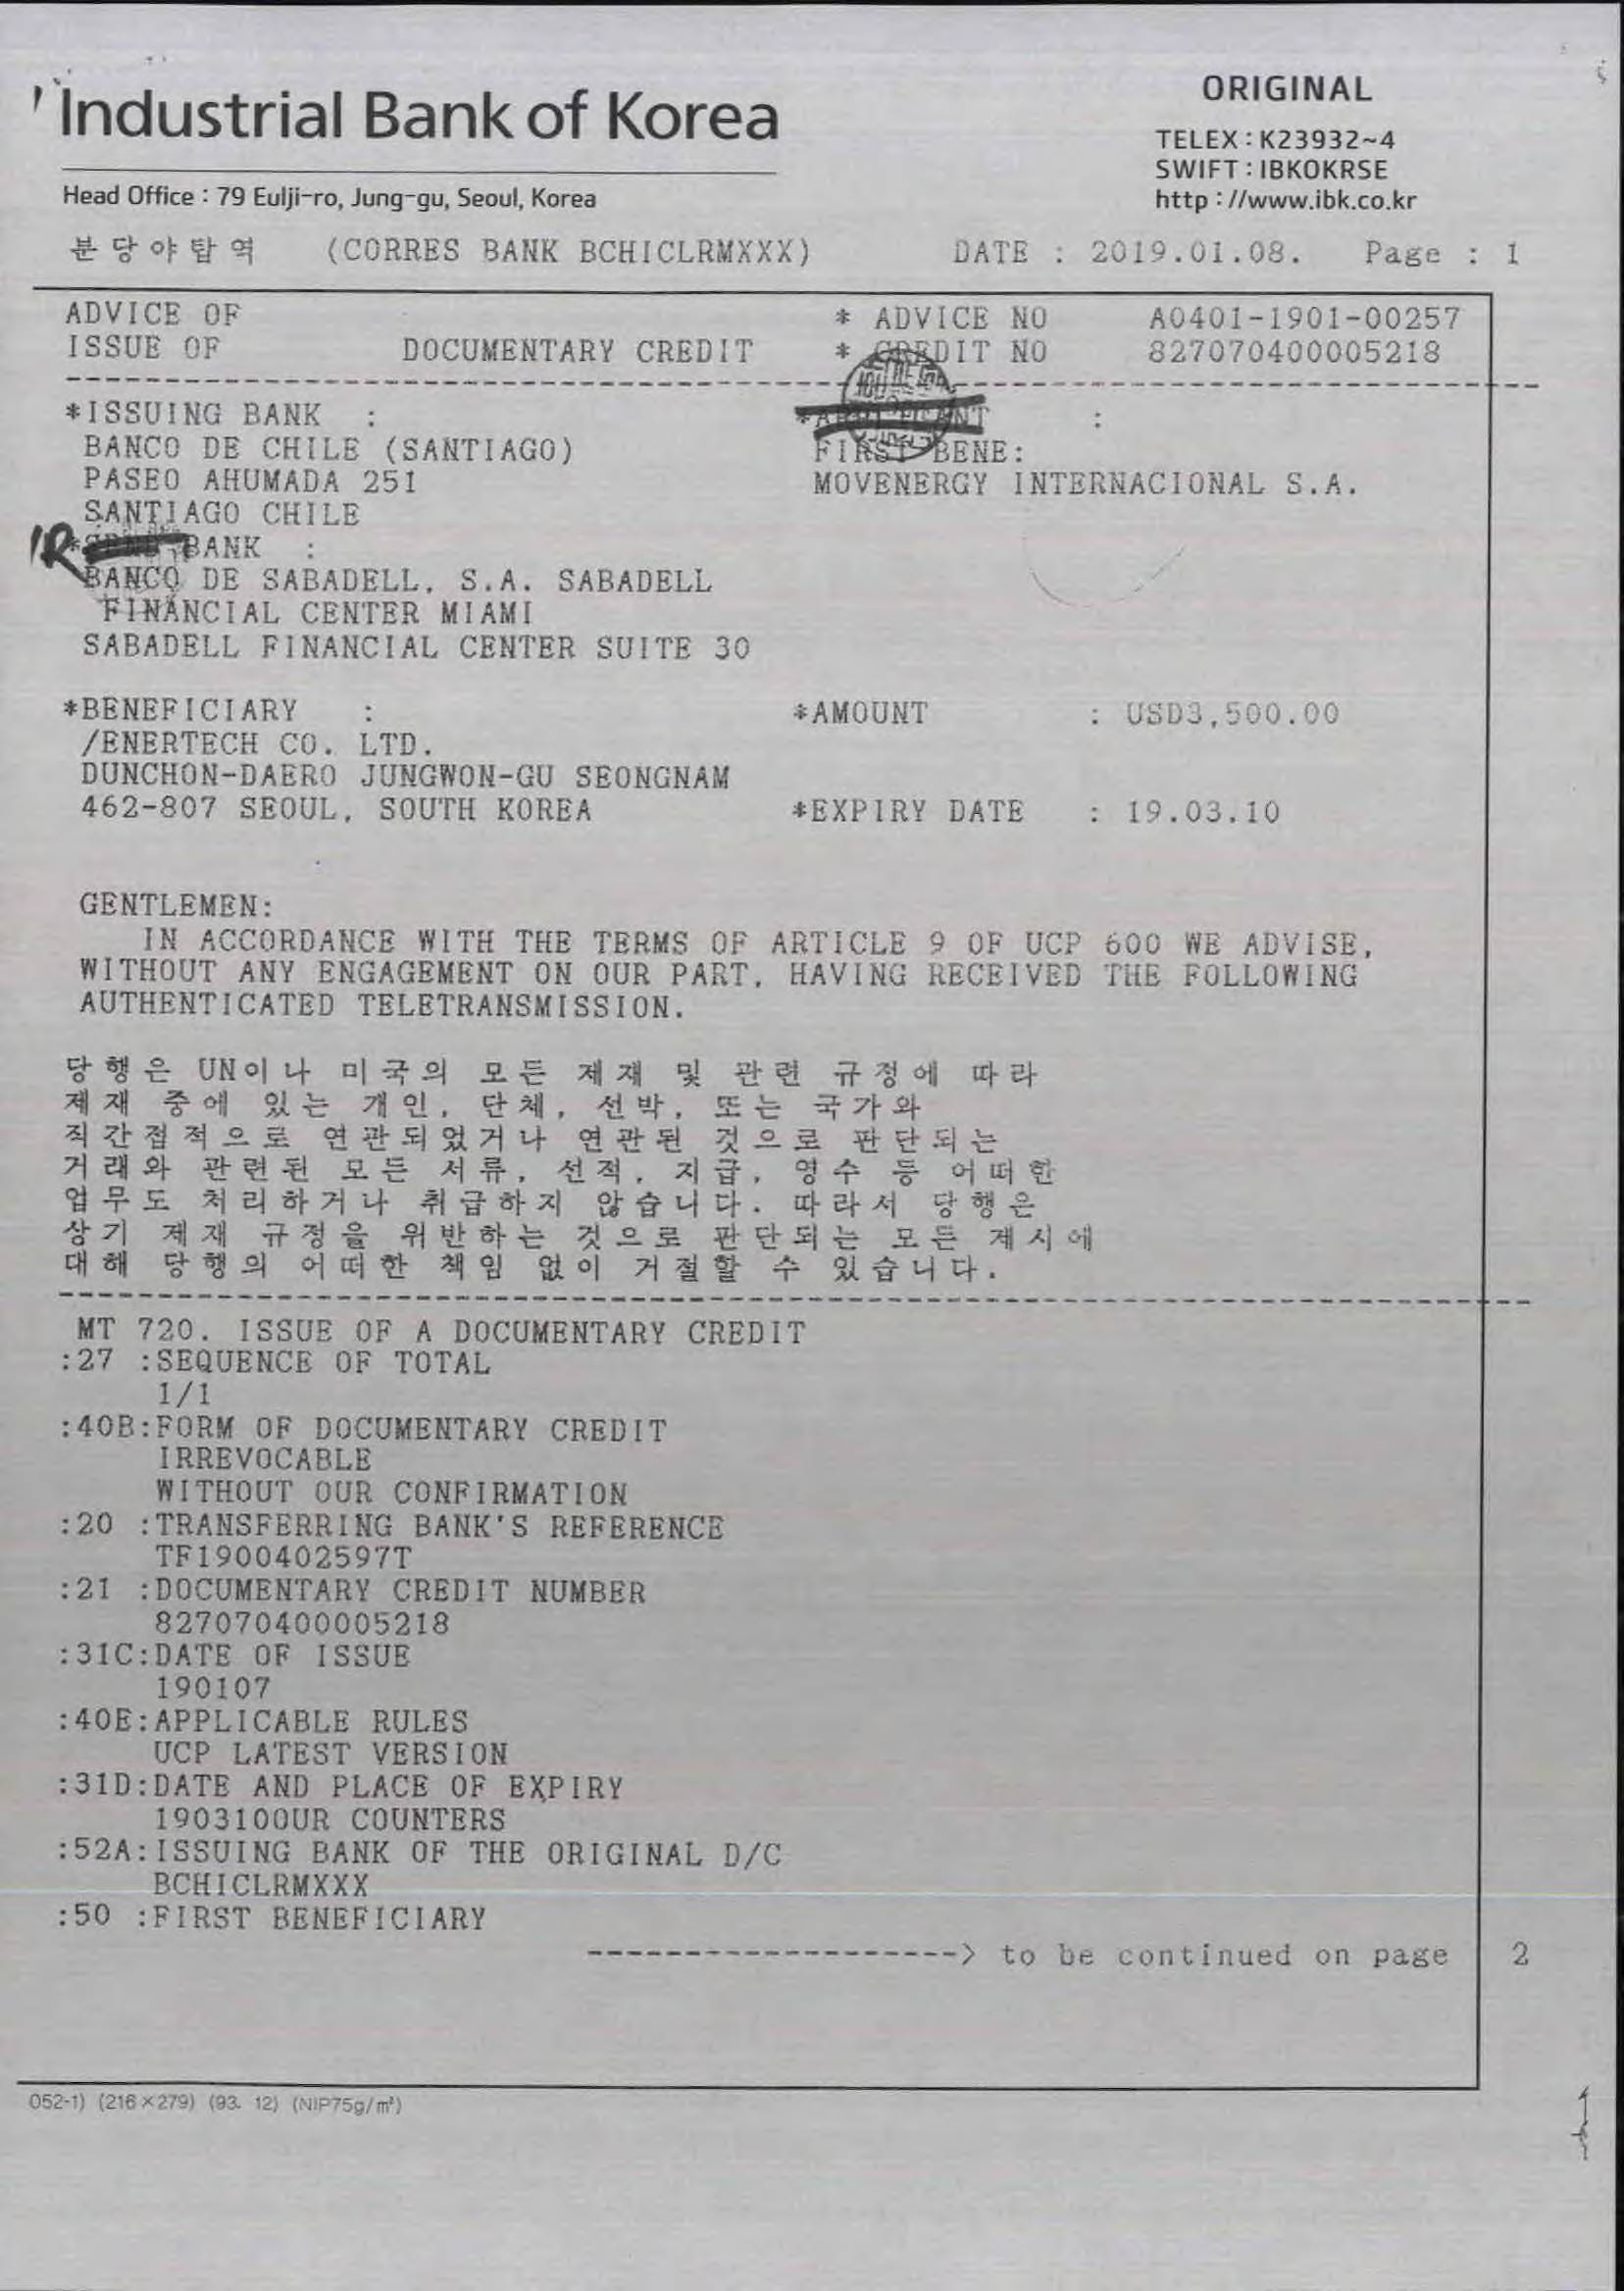 Industrial Bank of Korea
ORIGINAL
TELEX : K23932~4
SWIFT : IBKOKRSE
http : //www.ibk.co.kr
Head Office : 79 Eulji-ro, Jung-gu, Seoul, Korea
분당야탑역 (CORRES BANK BCHICLRMXXX) DATE : 2019.01.08. Page : 1
ADVICE OF * ADVICE NO A0401-1901-00257
ISSUE OF DOCUMENTARY CREDIT * CREDIT NO 827070400005218
*ISSUING BANK : :
BANCO DE CHILE (SANTIAGO) FIRST BENE:
PASEO AHUMADA 251 MOVENERGY INTERNACIONAL S.A.
SANTIAGO CHILE
BANK :
BANCO DE SABADELL, S.A. SABADELL
FINANCIAL CENTER MIAMI
SABADELL FINANCIAL CENTER SUITE 30
*BENEFICIARY : *AMOUNT : USD3,500.00
/ENERTECH CO. LTD.
DUNCHON-DAERO JUNGWON-GU SEONGNAM
462-807 SEOUL, SOUTH KOREA *EXPIRY DATE : 19.03.10
GENTLEMEN:
IN ACCORDANCE WITH THE TERMS OF ARTICLE 9 OF UCP 600 WE ADVISE,
WITHOUT ANY ENGAGEMENT ON OUR PART, HAVING RECEIVED THE FOLLOWING
AUTHENTICATED TELETRANSMISSION.
당행은 UN이나 미국의 모든 제재 및 관련 규정에 따라
제재 중에 있는 개인, 단체, 선박, 또는 국가와
직간접적으로 연관되었거나 연관된 것으로 판단되는
거래와 관련된 모든 서류, 선적, 지급, 영수 등 어떠한
업무도 처리하거나 취급하지 않습니다. 따라서 당행은
상기 제재 규정을 위반하는 것으로 판단되는 모든 제시에
대해 당행의 어떠한 책임 없이 거절할 수 있습니다.
MT 720. ISSUE OF A DOCUMENTARY CREDIT
:27 :SEQUENCE OF TOTAL
1/1
:40B:FORM OF DOCUMENTARY CREDIT
IRREVOCABLE
WITHOUT OUR CONFIRMATION
:20 :TRANSFERRING BANK'S REFERENCE
TF1900402597T
:21 :DOCUMENTARY CREDIT NUMBER
827070400005218
:31C:DATE OF ISSUE
190107
:40E:APPLICABLE RULES
UCP LATEST VERSION
:31D:DATE AND PLACE OF EXPIRY
190310OUR COUNTERS
:52A:ISSUING BANK OF THE ORIGINAL D/C
BCHICLRMXXX
:50 :FIRST BENEFICIARY
-------------------> to be continued on page 2
052-1) (216×279) (93. 12) (NIP75g/㎡)